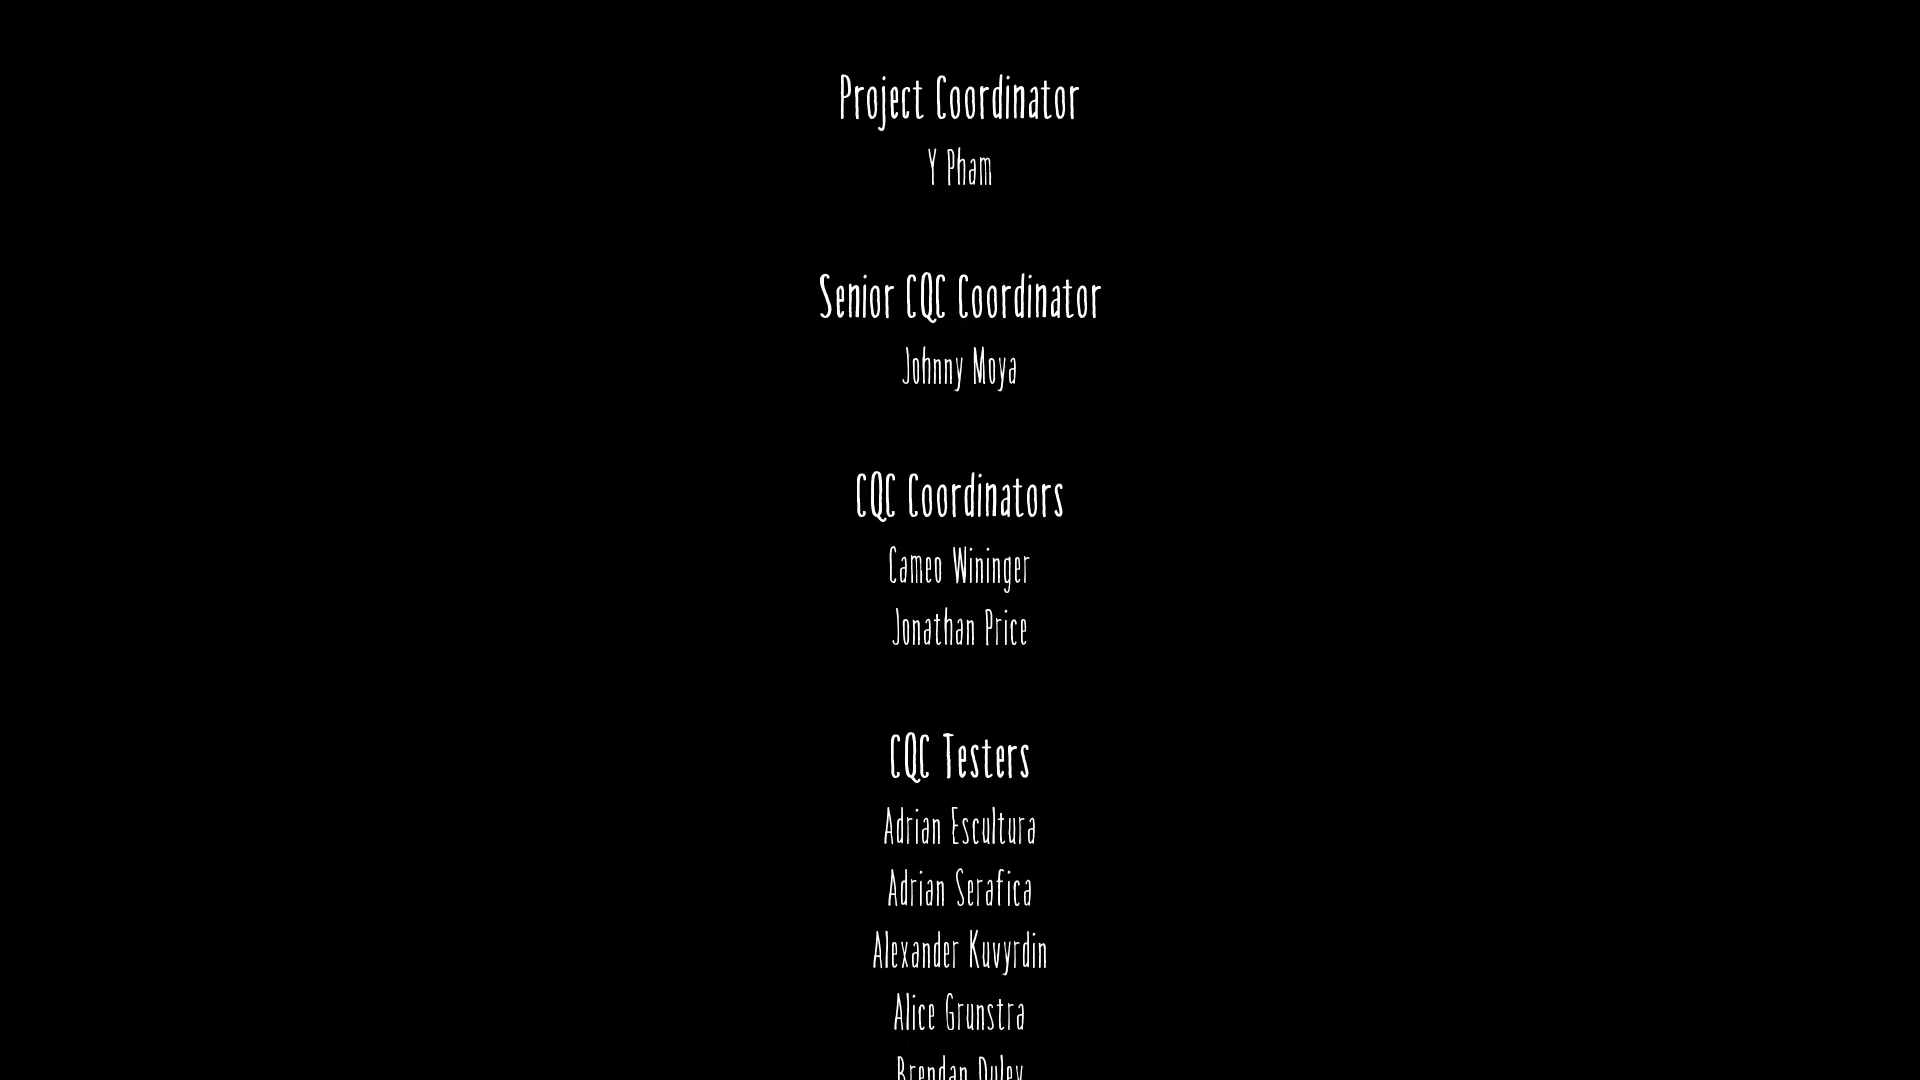 Project Coordinator
Y Pham
Senior CQC Coordinator
Johnny Moya
CQC Coordinators
Cameo Wininger
Jonathan Price
CQC Testers
Adrian Escultura
Adrian Serafica
Alexander Kuvyrdin
Alice Grunstra
Brendan